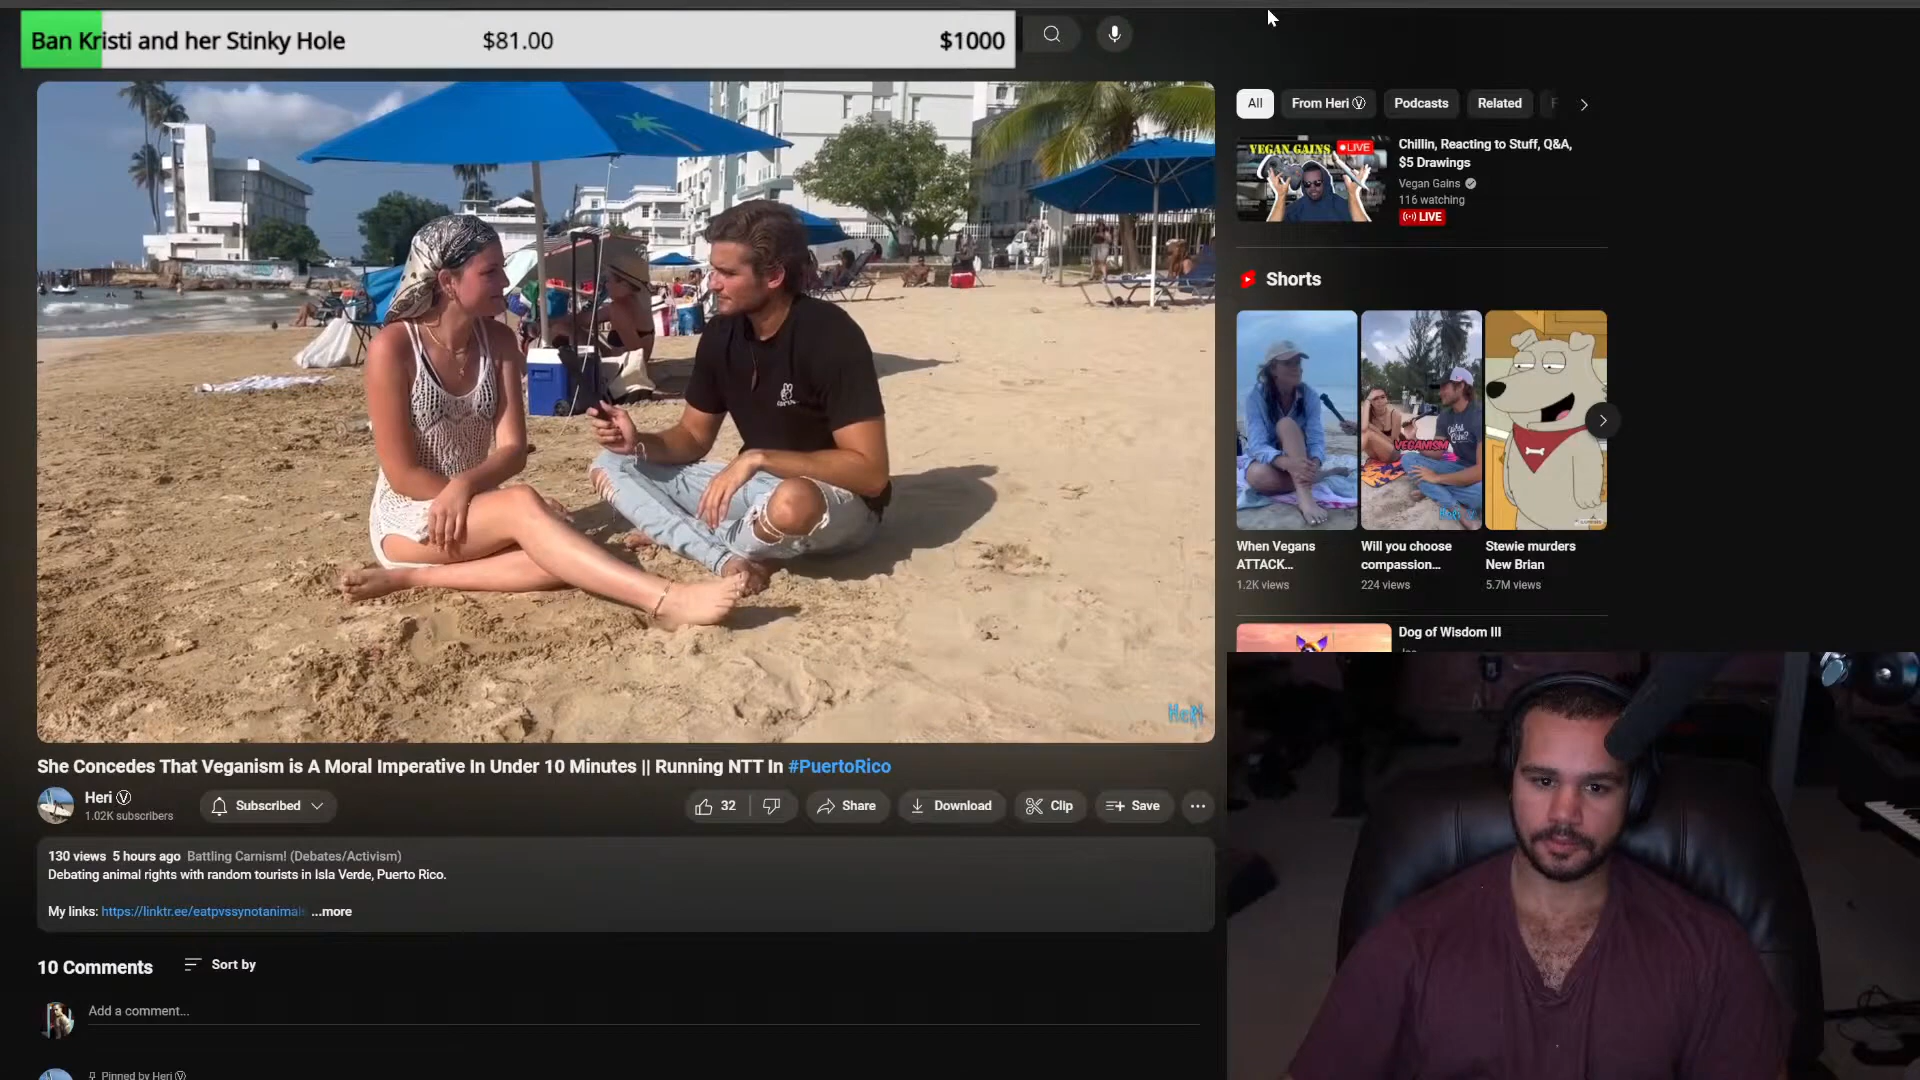 Ban Kristi and her Stinky Hole $81.00 $1000
All From Heri Ⓥ Podcasts Related
VEGAN GAINS LIVE
Chillin, Reacting to Stuff, Q&A,
$5 Drawings
Vegan Gains
116 watching
LIVE
Shorts
VEGANISM
When Vegans
ATTACK...
1.2K views
Will you choose
compassion...
224 views
Stewie murders
New Brian
5.7M views
Dog of Wisdom III
Heri
She Concedes That Veganism is A Moral Imperative In Under 10 Minutes || Running NTT In #PuertoRico
Heri Ⓥ
1.02K subscribers
Subscribed
32
Share
Download
Clip
Save
130 views 5 hours ago Battling Carnism! (Debates/Activism)
Debating animal rights with random tourists in Isla Verde, Puerto Rico.
My links: https://linktr.ee/eatpvssynotanimals ...more
10 Comments Sort by
Add a comment...
Pinned by Heri Ⓥ